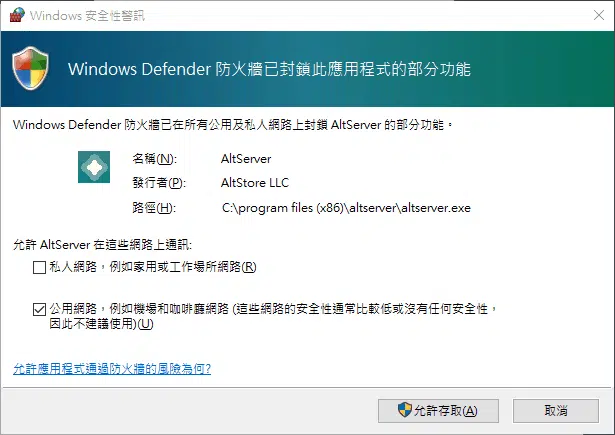 Windows 安全性警訊
Windows Defender 防火牆已封鎖此應用程式的部分功能
Windows Defender 防火牆已在所有公用及私人網路上封鎖 AltServer 的部分功能。
名稱(N): AltServer
發行者(P): AltStore LLC
路徑(H): C:\program files (x86)\altserver\altserver.exe
允許 AltServer 在這些網路上通訊:
私人網路，例如家用或工作場所網路(R)
公用網路，例如機場和咖啡廳網路 (這些網路的安全性通常比較低或沒有任何安全性，
因此不建議使用)(U)
允許應用程式通過防火牆的風險為何?
允許存取(A)
取消